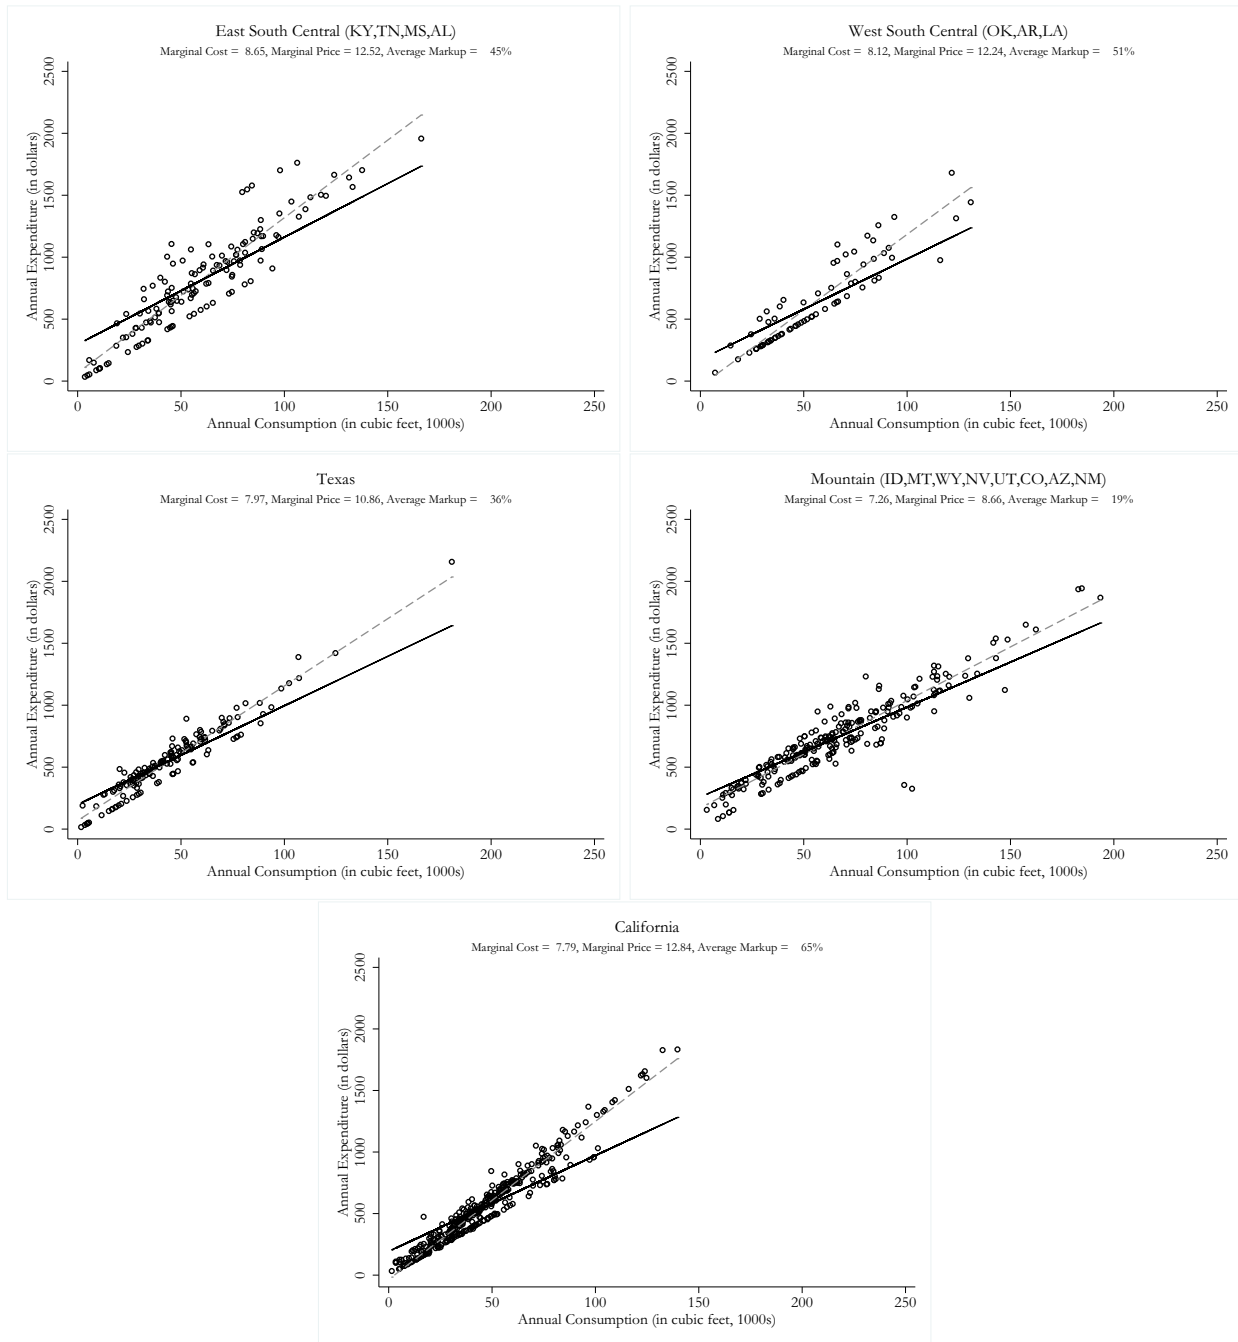 East South Central (KY,TN,MS,AL)
Marginal Cost = 8.65, Marginal Price = 12.52, Average Markup = 45%
Annual Expenditure (in dollars)
2500
2000
1500
1000
500
0
0 50 100 150 200 250
Annual Consumption (in cubic feet, 1000s)
West South Central (OK,AR,LA)
Marginal Cost = 8.12, Marginal Price = 12.24, Average Markup = 51%
Annual Expenditure (in dollars)
2500
2000
1500
1000
500
0
0 50 100 150 200 250
Annual Consumption (in cubic feet, 1000s)
Texas
Marginal Cost = 7.97, Marginal Price = 10.86, Average Markup = 36%
Annual Expenditure (in dollars)
2500
2000
1500
1000
500
0
0 50 100 150 200 250
Annual Consumption (in cubic feet, 1000s)
Mountain (ID,MT,WY,NV,UT,CO,AZ,NM)
Marginal Cost = 7.26, Marginal Price = 8.66, Average Markup = 19%
Annual Expenditure (in dollars)
2500
2000
1500
1000
500
0
0 50 100 150 200 250
Annual Consumption (in cubic feet, 1000s)
California
Marginal Cost = 7.79, Marginal Price = 12.84, Average Markup = 65%
Annual Expenditure (in dollars)
2500
2000
1500
1000
500
0
0 50 100 150 200 250
Annual Consumption (in cubic feet, 1000s)